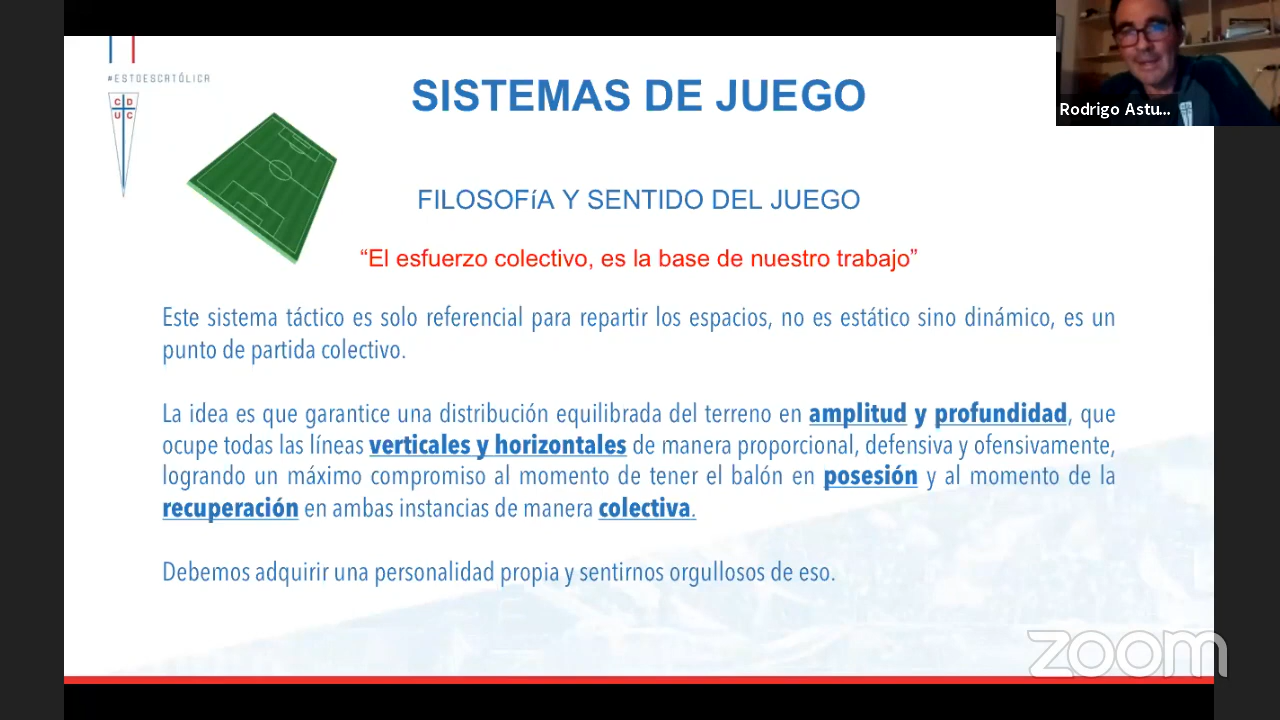 #ESTOESCATÓLICA
CD
UC
SISTEMAS DE JUEGO
Rodrigo Astu...
FILOSOFíA Y SENTIDO DEL JUEGO
“El esfuerzo colectivo, es la base de nuestro trabajo”
Este sistema táctico es solo referencial para repartir los espacios, no es estático sino dinámico, es un
punto de partida colectivo.
La idea es que garantice una distribución equilibrada del terreno en amplitud y profundidad, que
ocupe todas las líneas verticales y horizontales de manera proporcional, defensiva y ofensivamente,
logrando un máximo compromiso al momento de tener el balón en posesión y al momento de la
recuperación en ambas instancias de manera colectiva.
Debemos adquirir una personalidad propia y sentirnos orgullosos de eso.
zoom